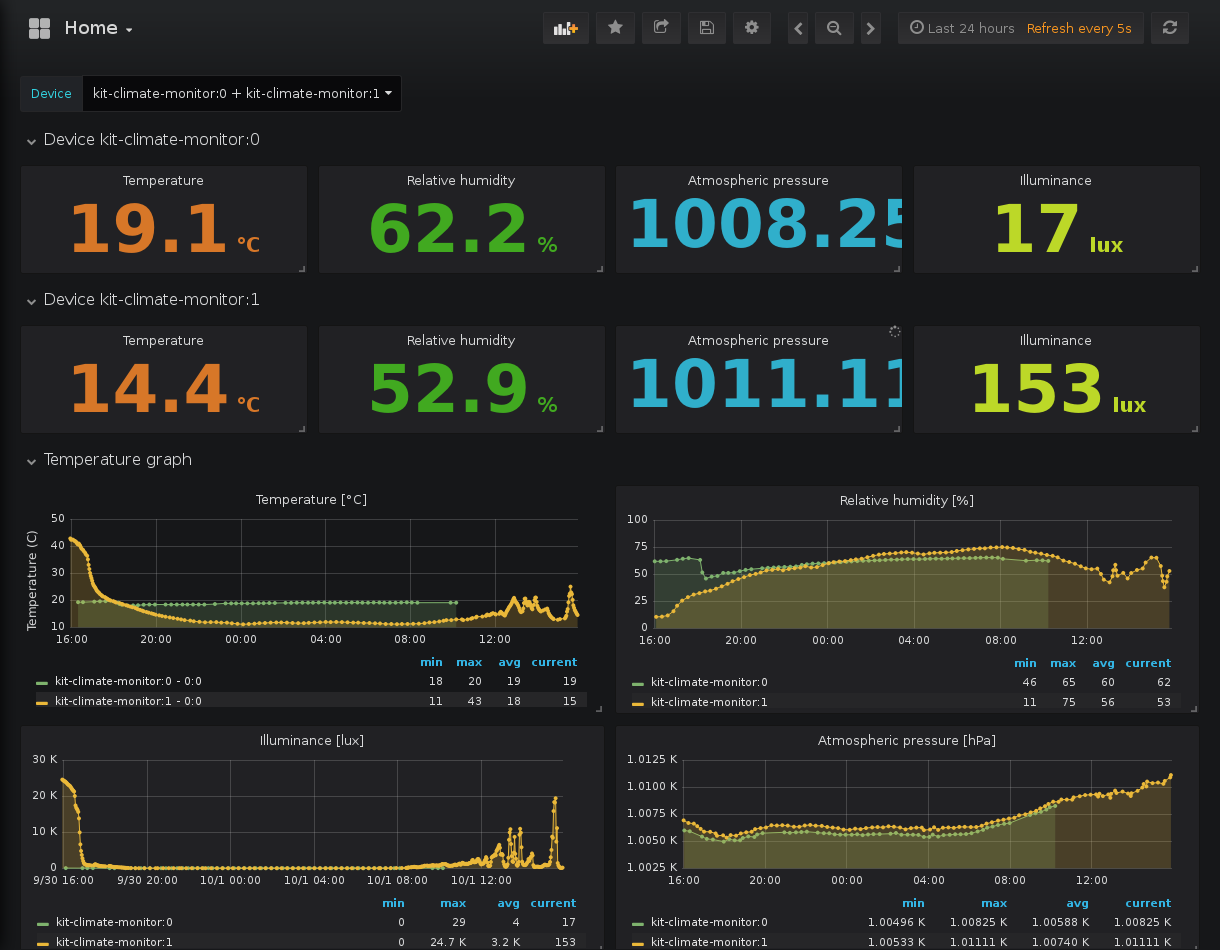 Home
Last 24 hours Refresh every 5s
Device kit-climate-monitor:0 + kit-climate-monitor:1
Device kit-climate-monitor:0
Temperature Relative humidity Atmospheric pressure Illuminance
19.1 °C 62.2 % 1008.25 17 lux
Device kit-climate-monitor:1
Temperature Relative humidity Atmospheric pressure Illuminance
14.4 °C 52.9 % 1011.11 153 lux
Temperature graph
Temperature [°C]
Temperature (C)
50
40
30
20
10
16:00 20:00 00:00 04:00 08:00 12:00
min max avg current
kit-climate-monitor:0 - 0:0 18 20 19 19
kit-climate-monitor:1 - 0:0 11 43 18 15
Relative humidity [%]
100
75
50
25
0
16:00 20:00 00:00 04:00 08:00 12:00
min max avg current
kit-climate-monitor:0 46 65 60 62
kit-climate-monitor:1 11 75 56 53
Illuminance [lux]
30 K
20 K
10 K
0
9/30 16:00 9/30 20:00 10/1 00:00 10/1 04:00 10/1 08:00 10/1 12:00
min max avg current
kit-climate-monitor:0 0 29 4 17
kit-climate-monitor:1 0 24.7 K 3.2 K 153
Atmospheric pressure [hPa]
1.0125 K
1.0100 K
1.0075 K
1.0050 K
1.0025 K
16:00 20:00 00:00 04:00 08:00 12:00
min max avg current
kit-climate-monitor:0 1.00496 K 1.00825 K 1.00588 K 1.00825 K
kit-climate-monitor:1 1.00533 K 1.01111 K 1.00740 K 1.01111 K